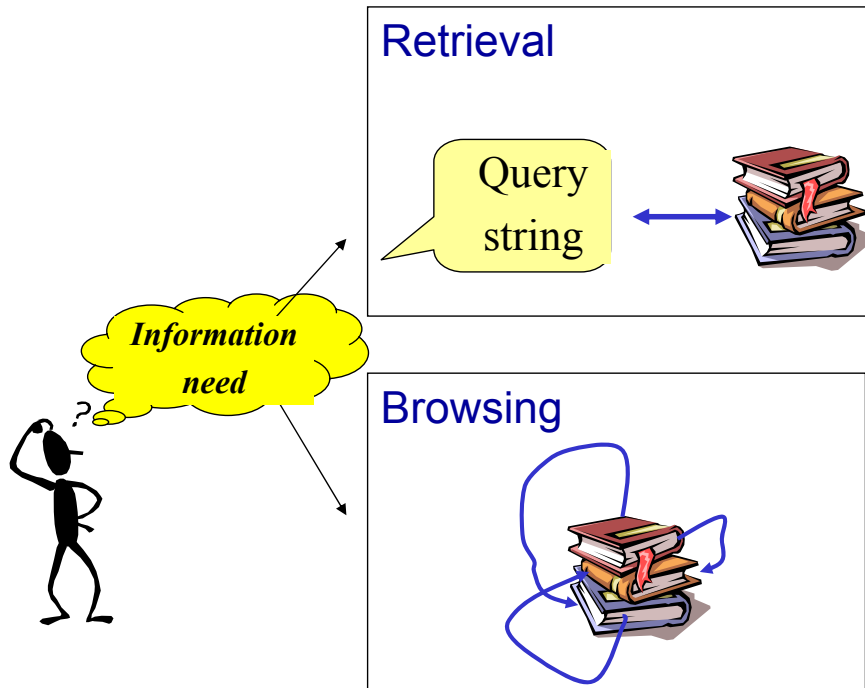 Retrieval
Query
string
Information
need
?
Browsing